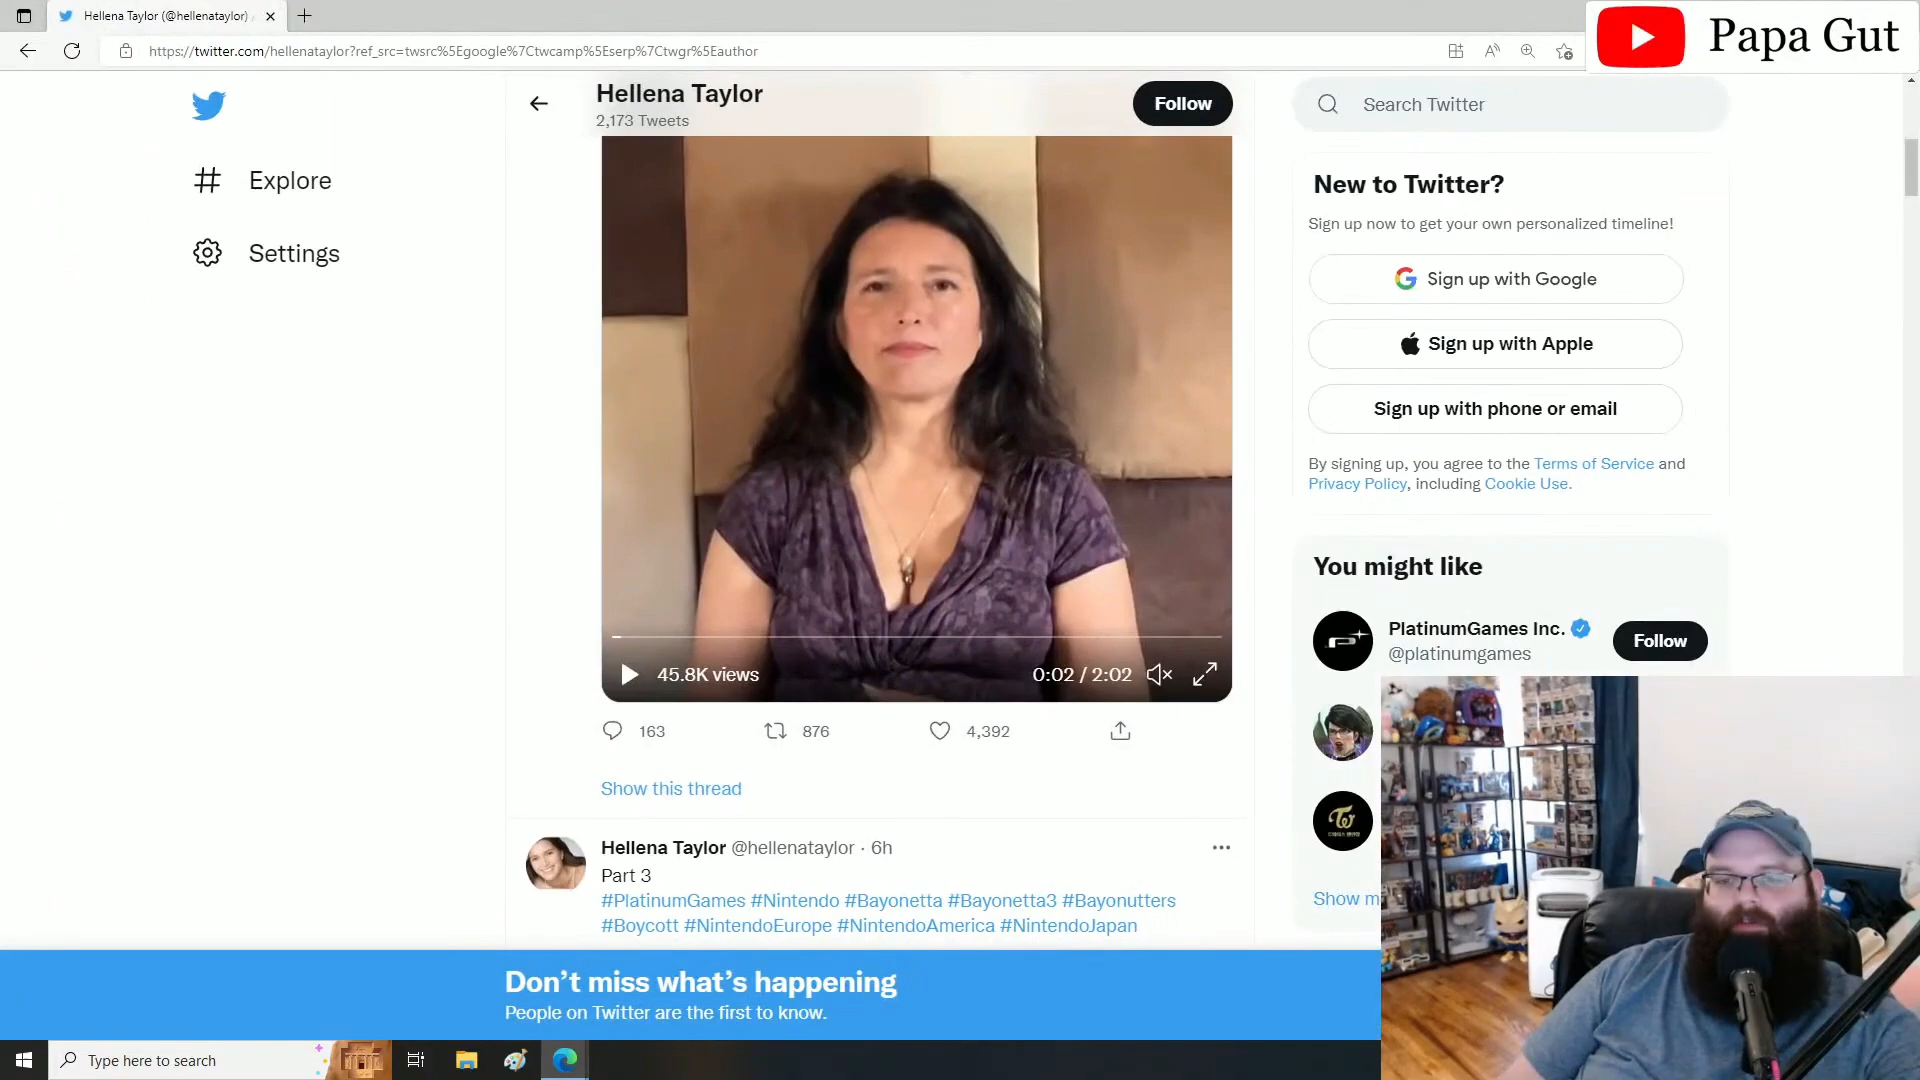 Hellena Taylor (@hellenataylor)
https://twitter.com/hellenataylor?ref_src=twsrc%5Egoogle%7Ctwcamp%5Eserp%7Ctwgr%5Eauthor
Papa Gut
Explore
Settings
Hellena Taylor
2,173 Tweets
Follow
45.8K views
0:02 / 2:02
163
876
4,392
Show this thread
Hellena Taylor @hellenataylor · 6h
Part 3
#PlatinumGames #Nintendo #Bayonetta #Bayonetta3 #Bayonutters
#Boycott #NintendoEurope #NintendoAmerica #NintendoJapan
Search Twitter
New to Twitter?
Sign up now to get your own personalized timeline!
Sign up with Google
Sign up with Apple
Sign up with phone or email
By signing up, you agree to the Terms of Service and
Privacy Policy, including Cookie Use.
You might like
PlatinumGames Inc.
@platinumgames
Follow
Show m
Don’t miss what’s happening
People on Twitter are the first to know.
Type here to search